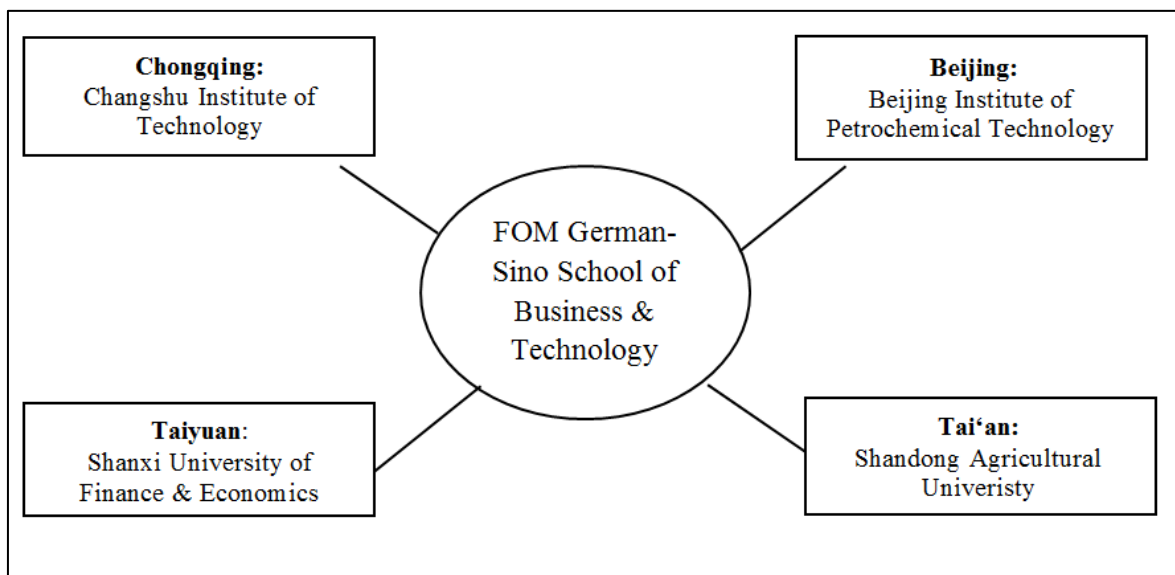 Chongqing:
Changshu Institute of
Technology
Beijing:
Beijing Institute of
Petrochemical Technology
FOM German-
Sino School of
Business &
Technology
Taiyuan:
Shanxi University of
Finance & Economics
Tai‘an:
Shandong Agricultural
Univeristy